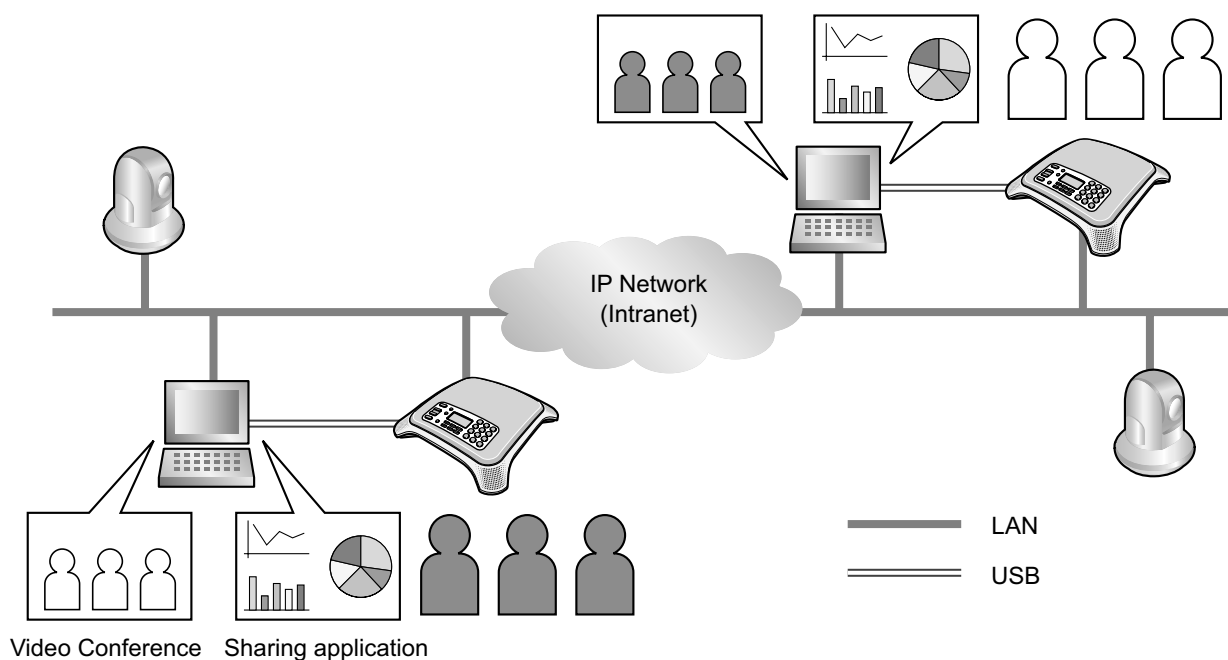 IP Network
(Intranet)
LAN
USB
Video Conference
Sharing application